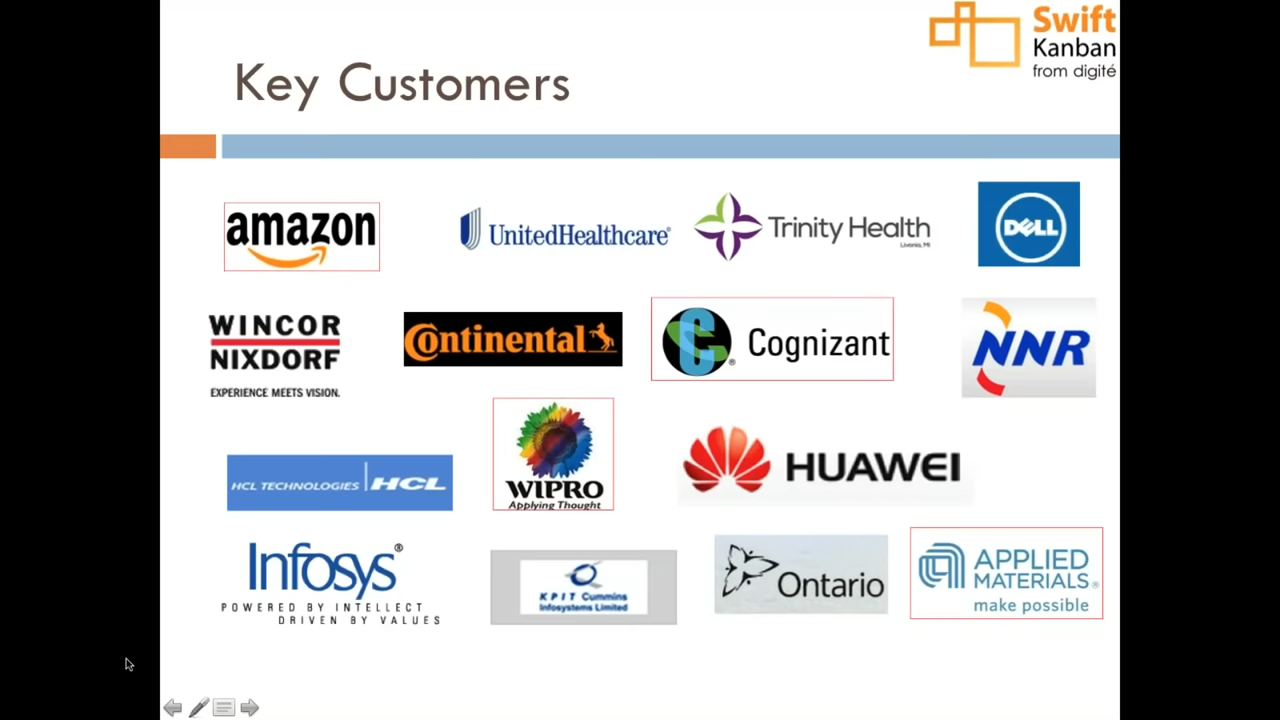 Swift
Kanban
from digité
Key Customers
amazon
UnitedHealthcare®
Trinity Health
Livonia, MI
DELL
WINCOR
NIXDORF
EXPERIENCE MEETS VISION.
Continental
Cognizant
®
NNR
HCL TECHNOLOGIES | HCL
WIPRO
Applying Thought
HUAWEI
Infosys®
POWERED BY INTELLECT
DRIVEN BY VALUES
KPIT Cummins
Infosystems Limited
Ontario
APPLIED
MATERIALS®
make possible